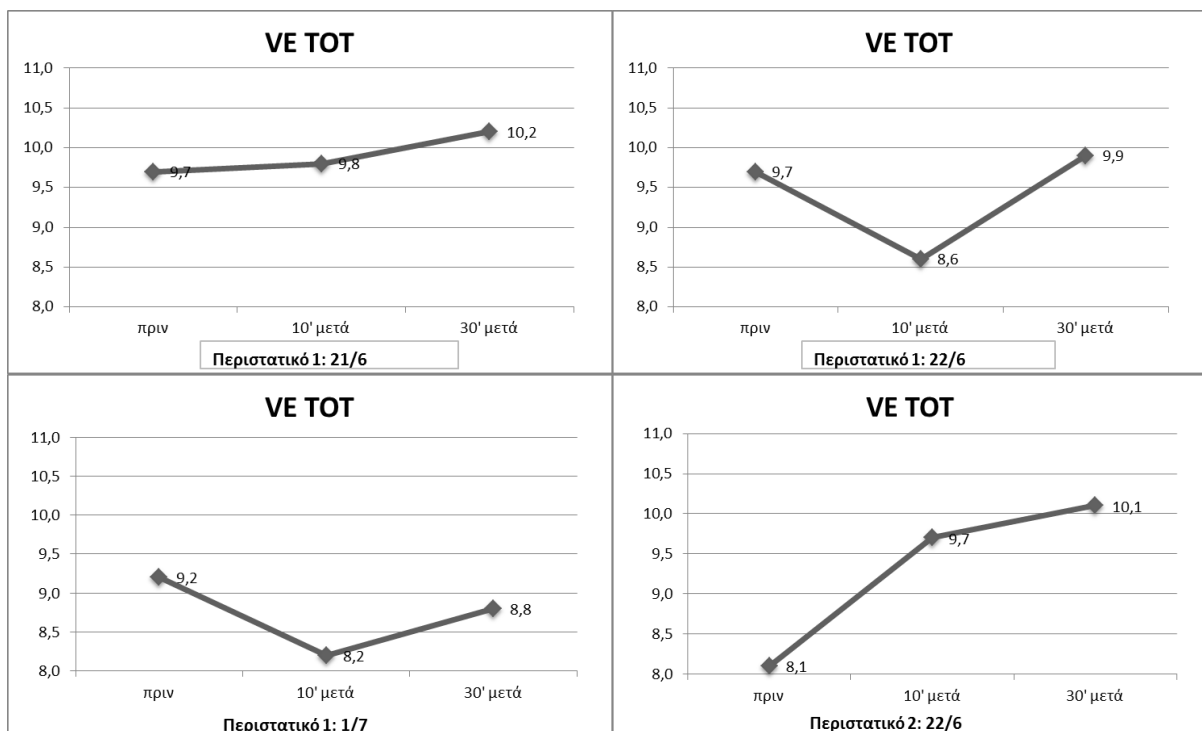 VE TOT
11,0
10,5
10,0
9,5
9,0
8,5
8,0
9,7
9,8
10,2
πριν
10' μετά
30' μετά
Περιστατικό 1: 21/6
VE TOT
11,0
10,5
10,0
9,5
9,0
8,5
8,0
9,7
8,6
9,9
πριν
10' μετά
30' μετά
Περιστατικό 1: 22/6
VE TOT
11,0
10,5
10,0
9,5
9,0
8,5
8,0
9,2
8,2
8,8
πριν
10' μετά
30' μετά
Περιστατικό 1: 1/7
VE TOT
11,0
10,5
10,0
9,5
9,0
8,5
8,0
8,1
9,7
10,1
πριν
10' μετά
30' μετά
Περιστατικό 2: 22/6